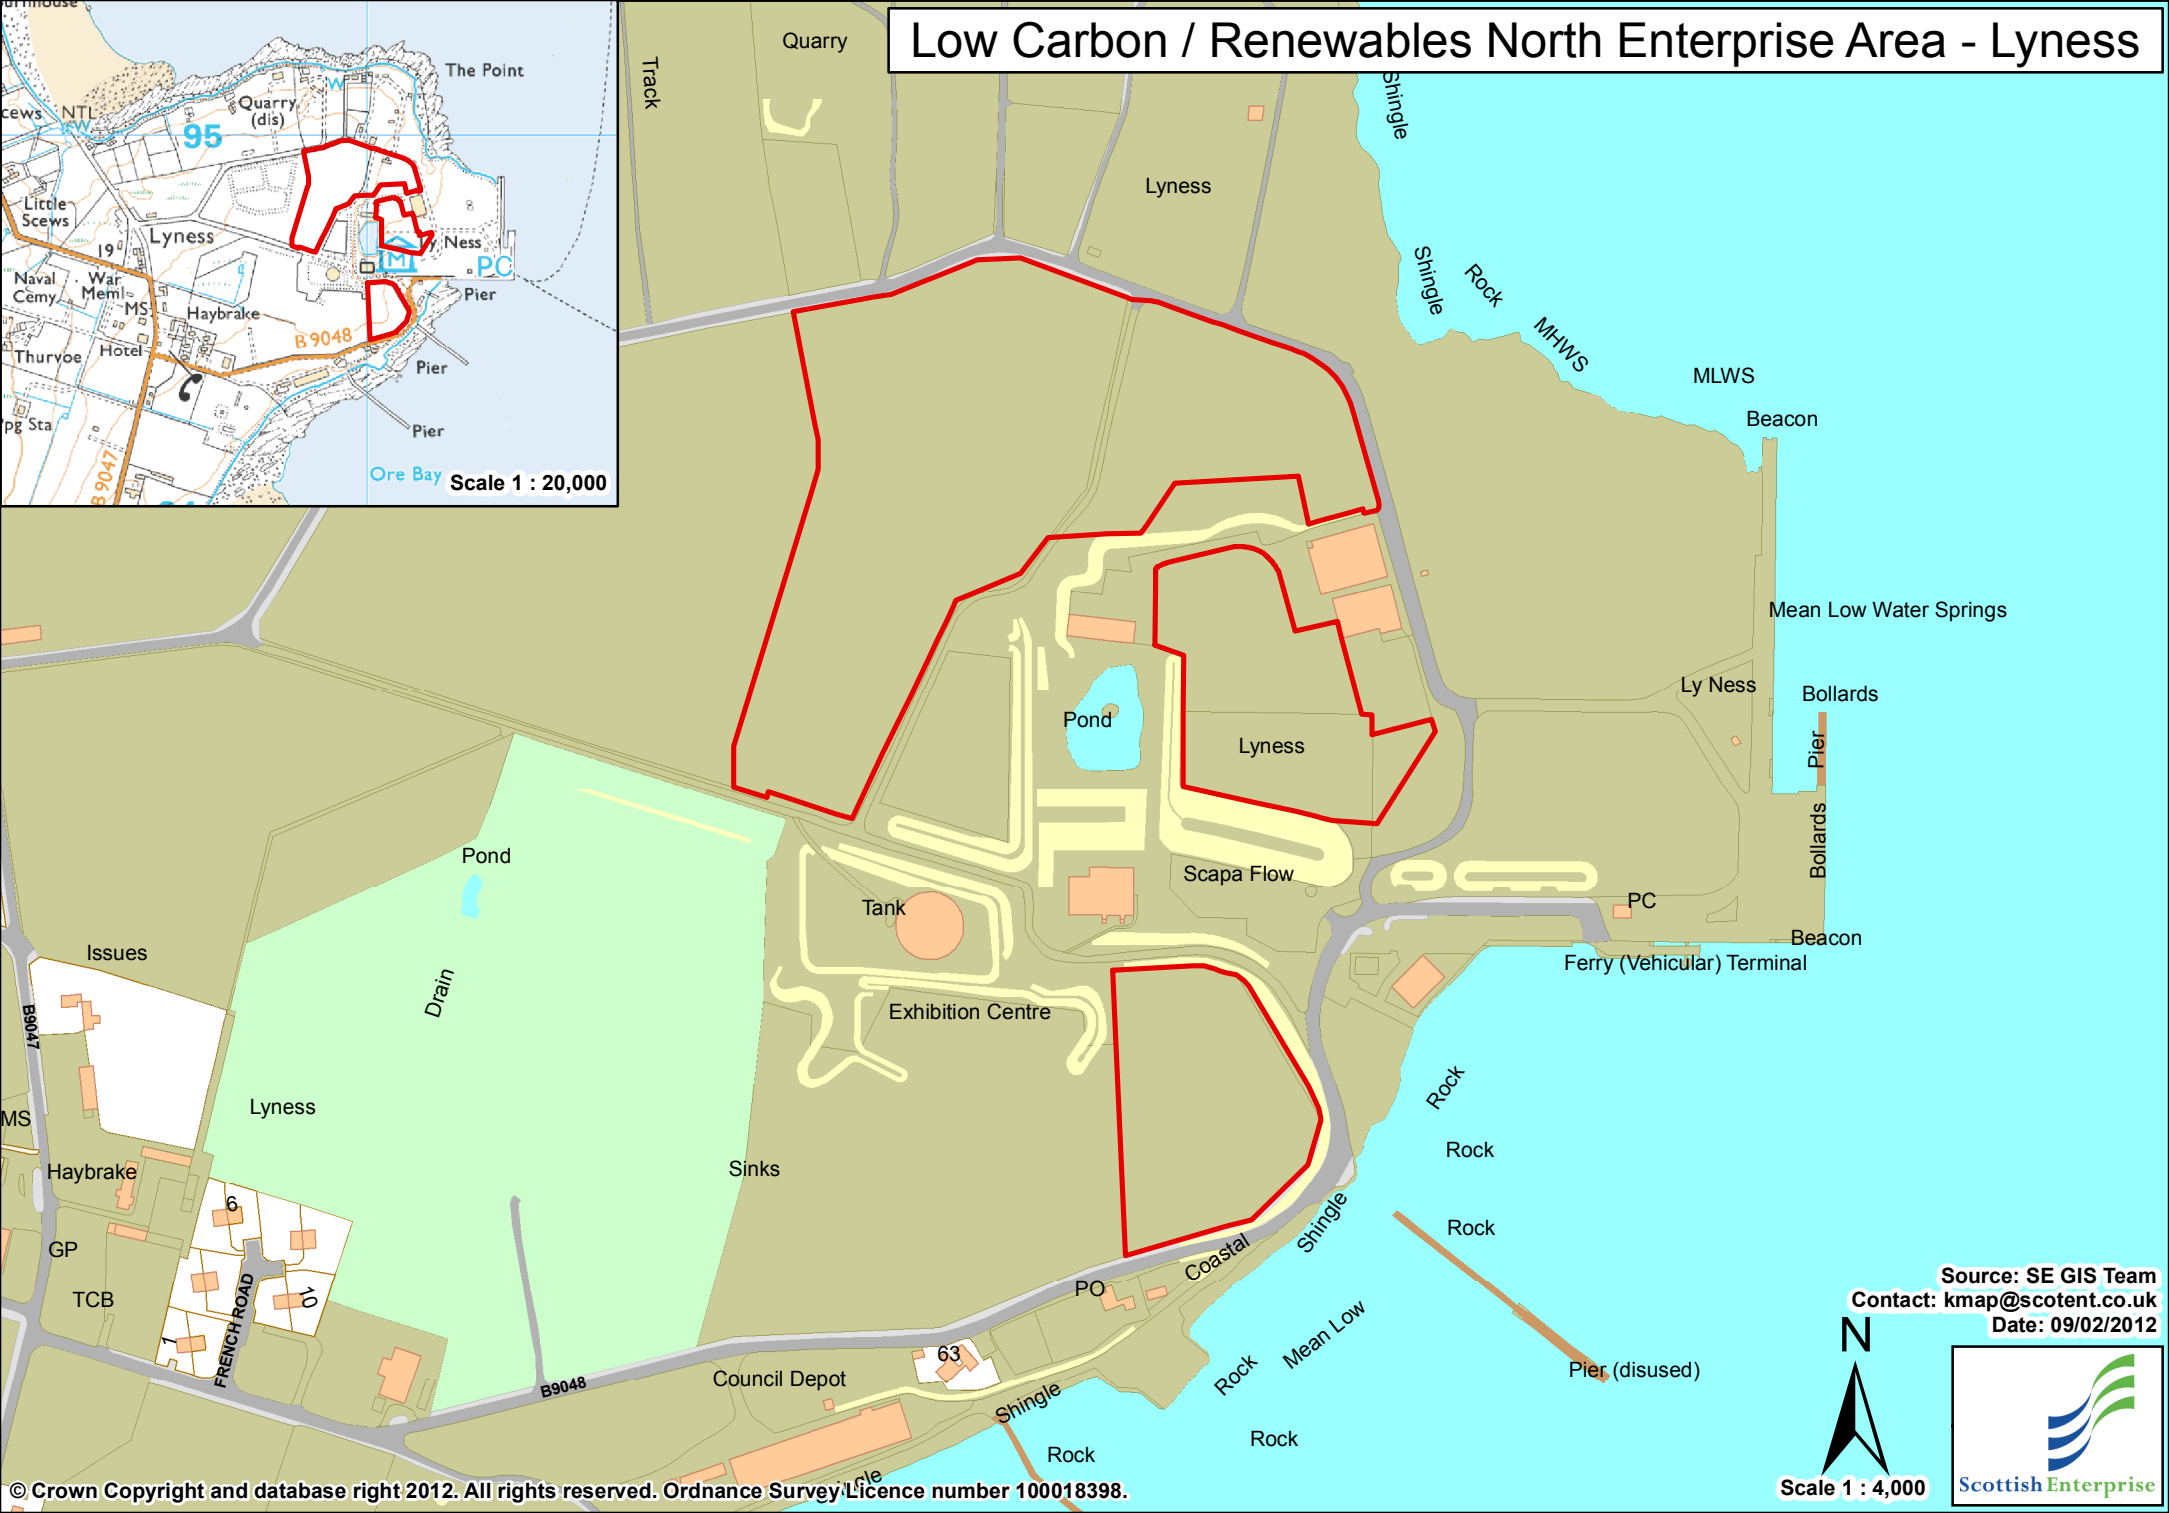 Low Carbon / Renewables North Enterprise Area - Lyness
The Point
Quarry
(dis)
NTL
W
W
95
Little
Scews
Lyness
19
Naval
Cemy
War
Meml
MS
Haybrake
Ly Ness
M
PC
Pier
B 9048
Thurvoe
Hotel
Pier
Pier
B 9047
Ore Bay
Scale 1 : 20,000
Track
Quarry
Lyness
Shingle
Shingle
Rock
MHWS
MLWS
Beacon
Mean Low Water Springs
Ly Ness
Bollards
Pier
Bollards
Pond
Lyness
Scapa Flow
PC
Beacon
Ferry (Vehicular) Terminal
Pond
Tank
Issues
Drain
Exhibition Centre
B9047
Lyness
MS
Haybrake
Sinks
Rock
Rock
Rock
Shingle
Coastal
6
GP
TCB
10
1
FRENCH ROAD
PO
63
Council Depot
B9048
Shingle
Mean Low
Rock
Rock
Rock
Pier (disused)
Source: SE GIS Team
Contact: kmap@scotent.co.uk
Date: 09/02/2012
N
Scale 1 : 4,000
Scottish Enterprise
© Crown Copyright and database right 2012. All rights reserved. Ordnance Survey Licence number 100018398.